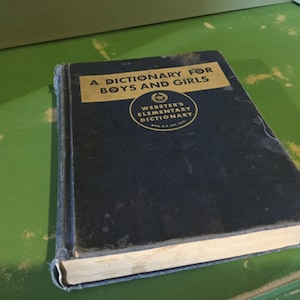 A DICTIONARY FOR
BOYS AND GIRLS
WEBSTER'S
ELEMENTARY
DICTIONARY